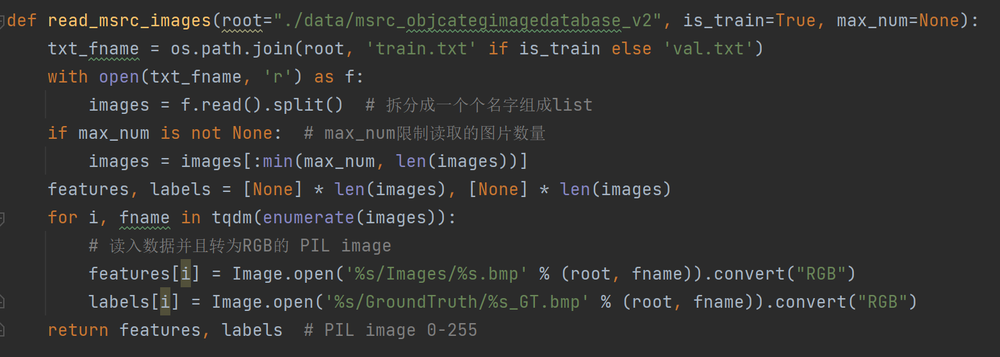 def read_msrc_images(root="./data/msrc_objcategimagedatabase_v2", is_train=True, max_num=None):
    txt_fname = os.path.join(root, 'train.txt' if is_train else 'val.txt')
    with open(txt_fname, 'r') as f:
        images = f.read().split()  # 拆分成一个个名字组成list
    if max_num is not None:  # max_num限制读取的图片数量
        images = images[:min(max_num, len(images))]
    features, labels = [None] * len(images), [None] * len(images)
    for i, fname in tqdm(enumerate(images)):
        # 读入数据并且转为RGB的 PIL image
        features[i] = Image.open('%s/Images/%s.bmp' % (root, fname)).convert("RGB")
        labels[i] = Image.open('%s/GroundTruth/%s_GT.bmp' % (root, fname)).convert("RGB")
    return features, labels  # PIL image 0-255